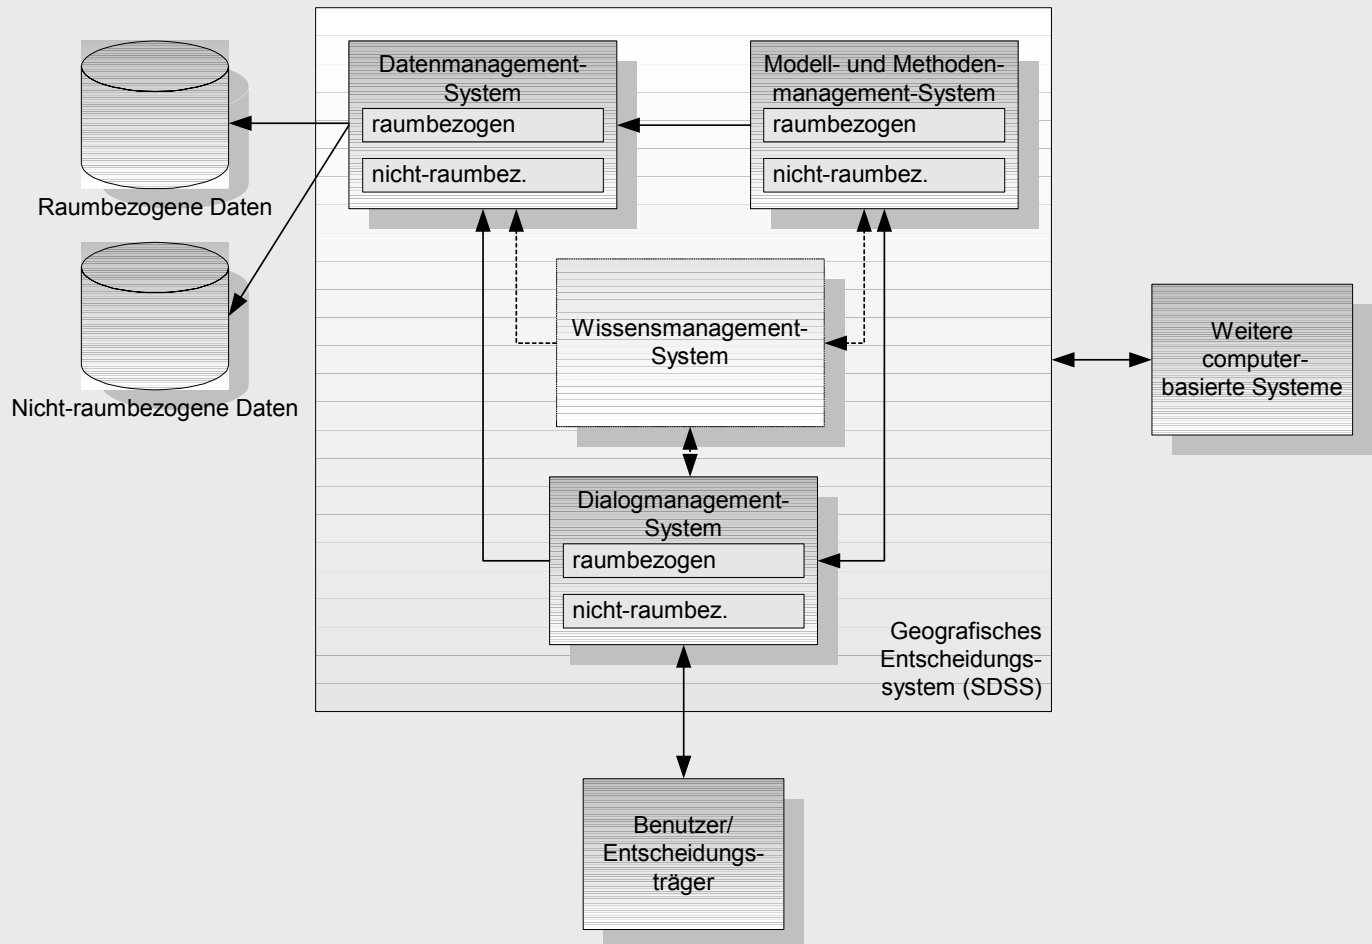 Datenmanagement-
System
raumbezogen
nicht-raumbez.
Modell- und Methoden-
management-System
raumbezogen
nicht-raumbez.
Raumbezogene Daten
Nicht-raumbezogene Daten
Wissensmanagement-
System
Weitere
computer-
basierte Systeme
Dialogmanagement-
System
raumbezogen
nicht-raumbez.
Geografisches
Entscheidungs-
system (SDSS)
Benutzer/
Entscheidungs-
träger